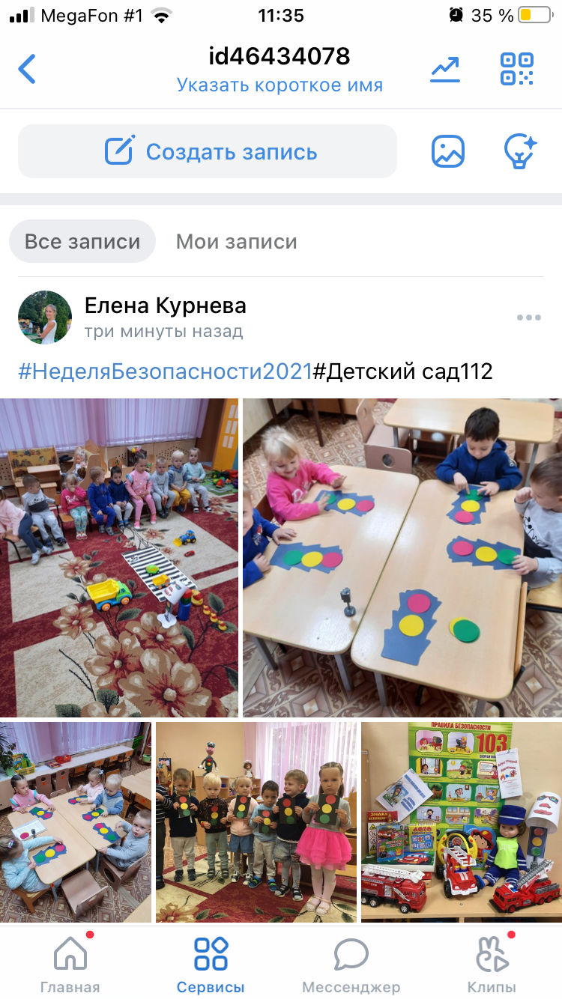 MegaFon #1
11:35
35 %
id46434078
Указать короткое имя
Создать запись
Все записи
Мои записи
Елена Курнева
три минуты назад
#НеделяБезопасности2021#Детский сад112
ПРАВИЛА БЕЗОПАСНОСТИ
103
Главная
Сервисы
Мессенджер
Клипы